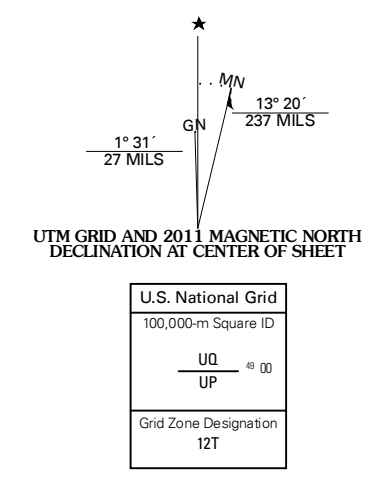 MN
13° 20´
237 MILS
GN
1° 31´
27 MILS
UTM GRID AND 2011 MAGNETIC NORTH
DECLINATION AT CENTER OF SHEET
U.S. National Grid
100,000-m Square ID
UQ
49 00
UP
Grid Zone Designation
12T